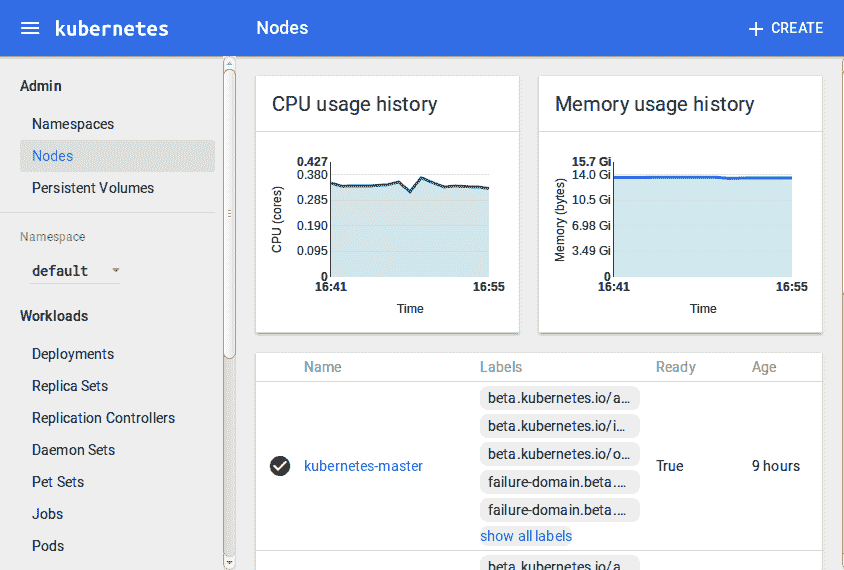 kubernetes
Nodes
CREATE
Admin
Namespaces
Nodes
Persistent Volumes
Namespace
default
Workloads
Deployments
Replica Sets
Replication Controllers
Daemon Sets
Pet Sets
Jobs
Pods
CPU usage history
0.427
0.380
0.285
0.190
0.095
0
CPU (cores)
16:41
16:55
Time
Memory usage history
15.7 Gi
14.0 Gi
10.5 Gi
6.98 Gi
3.49 Gi
0
Memory (bytes)
16:41
16:55
Time
Name Labels Ready Age
beta.kubernetes.io/a...
beta.kubernetes.io/i...
beta.kubernetes.io/o...
kubernetes-master True 9 hours
failure-domain.beta....
failure-domain.beta....
show all labels
beta.kubernetes.io/a...